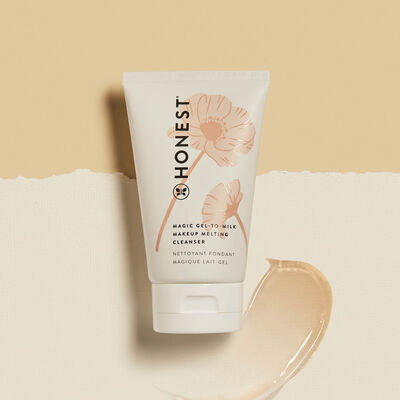 HONEST
MAGIC GEL-TO-MILK
MAKEUP MELTING
CLEANSER
NETTOYANT FONDANT
MAGIQUE LAIT-GEL